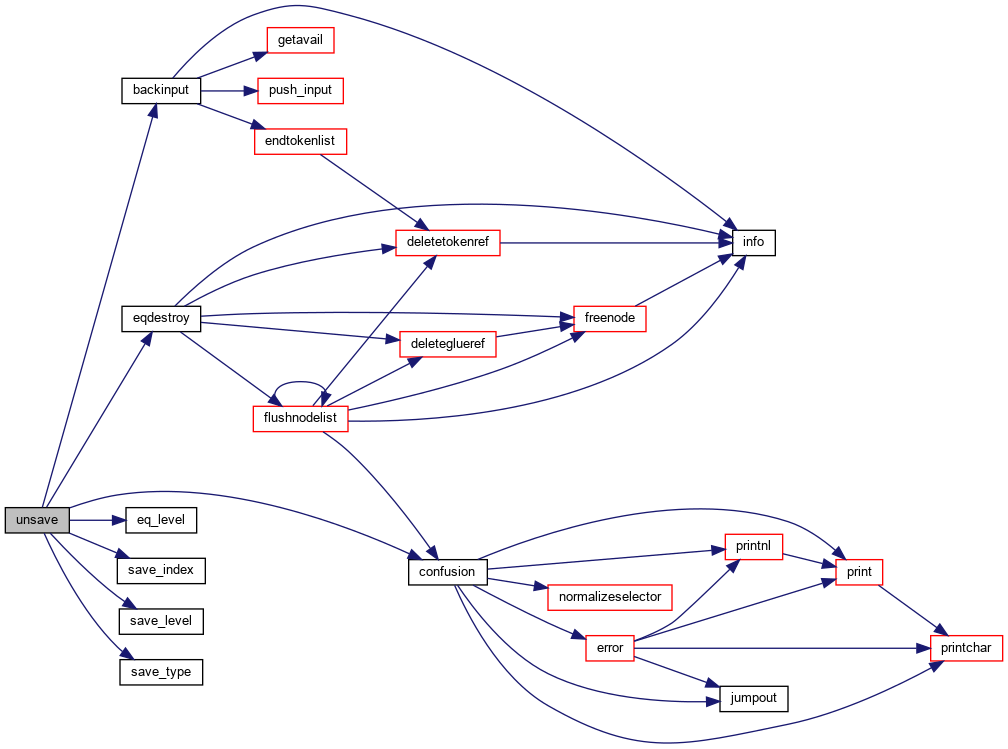 getavail
backinput
push_input
endtokenlist
deletetokenref
info
eqdestroy
freenode
deleteglueref
flushnodelist
unsave
eq_level
printnl
save_index
confusion
print
normalizeselector
save_level
error
printchar
save_type
jumpout